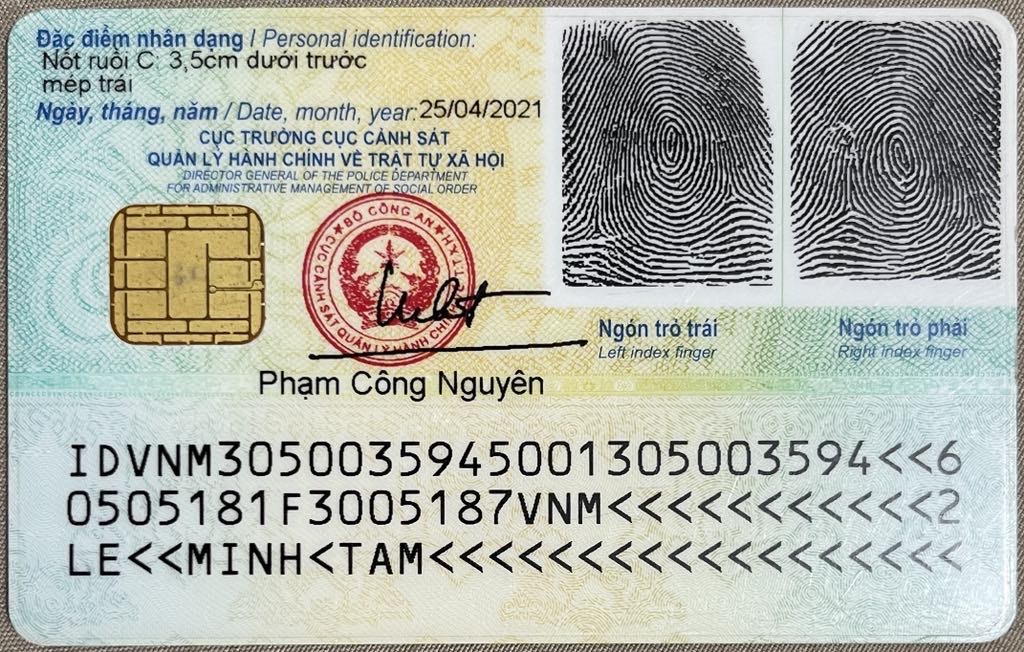 Đặc điểm nhân dạng / Personal identification:
Nốt ruồi C: 3,5cm dưới trước
mép trái
Ngày, tháng, năm / Date, month, year: 25/04/2021
CỤC TRƯỞNG CỤC CẢNH SÁT
QUẢN LÝ HÀNH CHÍNH VỀ TRẬT TỰ XÃ HỘI
DIRECTOR GENERAL OF THE POLICE DEPARTMENT
FOR ADMINISTRATIVE MANAGEMENT OF SOCIAL ORDER
BỘ CÔNG AN
CỤC CẢNH SÁT QUẢN LÝ HÀNH CHÍNH
Phạm Công Nguyên
Ngón trỏ trái
Left index finger
Ngón trỏ phải
Right index finger
IDVNM3050035945001305003594<<6
0505181F3005187VNM<<<<<<<<<<<2
LE<<MINH<TAM<<<<<<<<<<<<<<<<<<